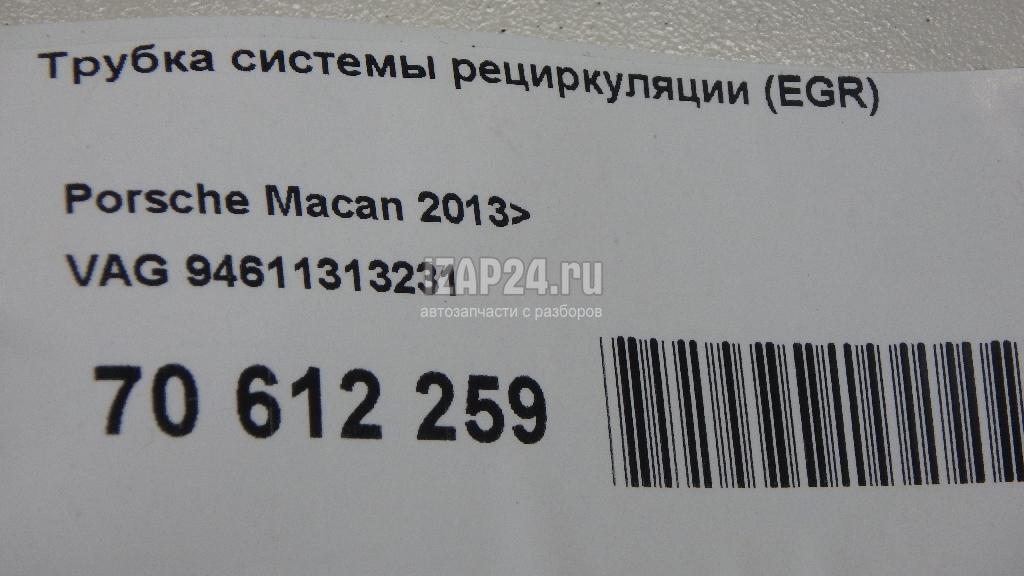 Трубка системы рециркуляции (EGR)
Porsche Macan 2013>
VAG 94611313231
iZAP24.ru
автозапчасти с разборов
70 612 259